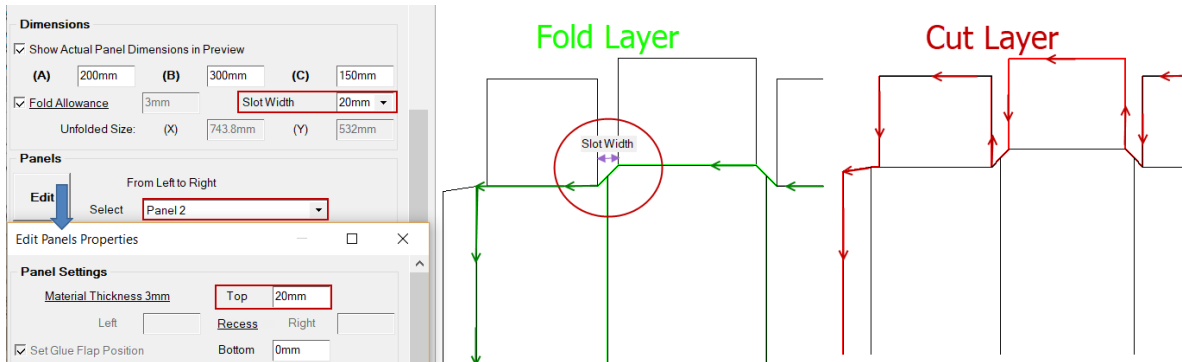 Dimensions
Show Actual Panel Dimensions in Preview
(A) 200mm (B) 300mm (C) 150mm
Fold Allowance 3mm Slot Width 20mm
Unfolded Size: (X) 743.8mm (Y) 532mm
Panels
From Left to Right
Edit
Select Panel 2
Edit Panels Properties
Panel Settings
Material Thickness 3mm Top 20mm
Left Recess Right
Set Glue Flap Position Bottom 0mm
Fold Layer
Slot Width
Cut Layer